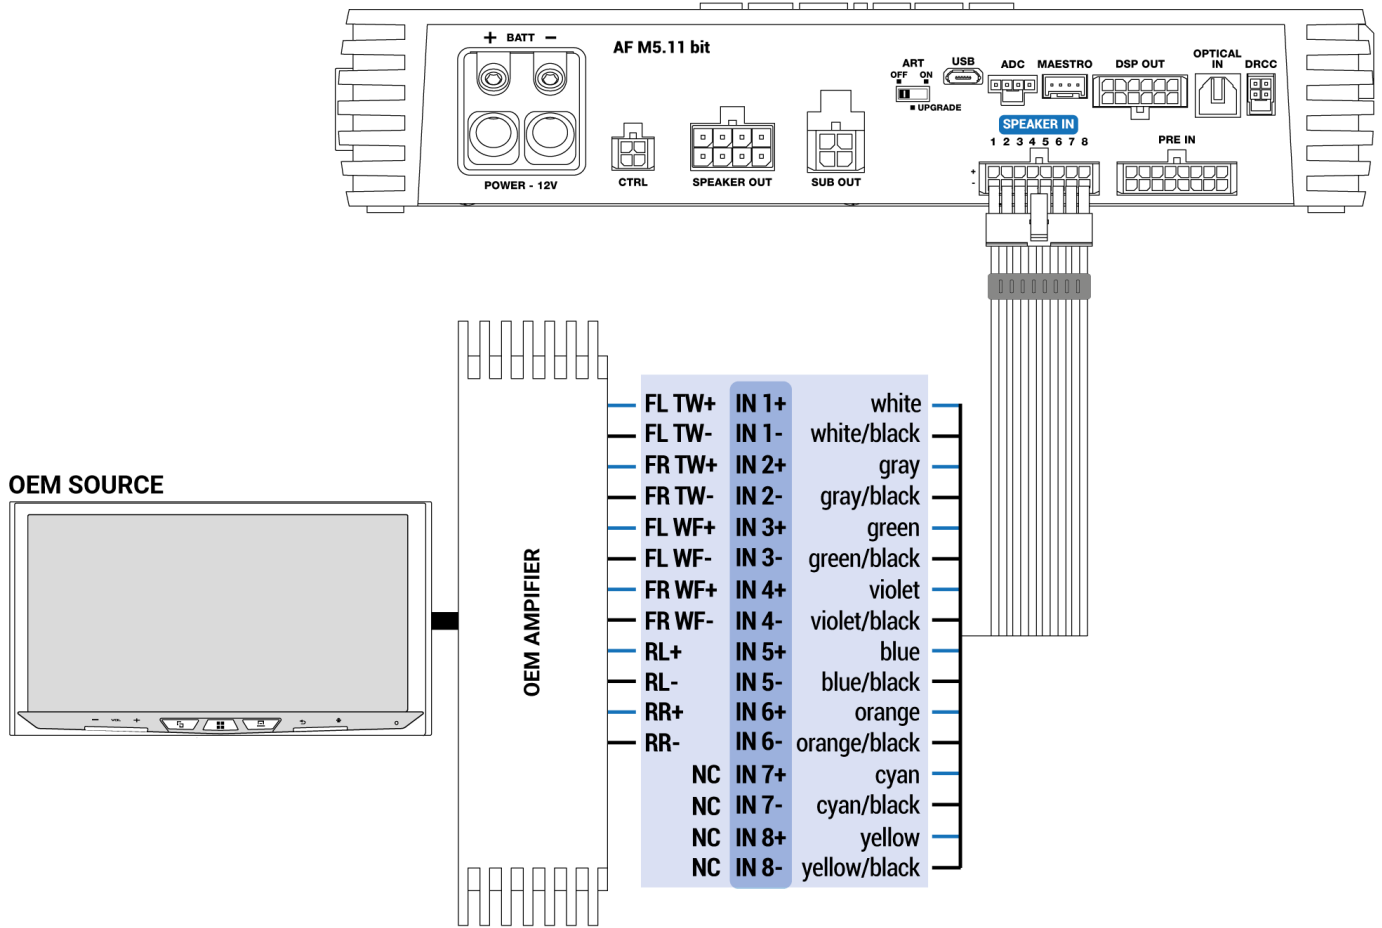 + BATT −
AF M5.11 bit
POWER - 12V
CTRL
SPEAKER OUT
SUB OUT
ART
OFF ON
UPGRADE
USB
ADC
MAESTRO
DSP OUT
OPTICAL
IN
DRCC
SPEAKER IN
1 2 3 4 5 6 7 8
+
-
PRE IN
OEM SOURCE
− VOL +
OEM AMPIFIER
FL TW+ IN 1+ white
FL TW- IN 1- white/black
FR TW+ IN 2+ gray
FR TW- IN 2- gray/black
FL WF+ IN 3+ green
FL WF- IN 3- green/black
FR WF+ IN 4+ violet
FR WF- IN 4- violet/black
RL+ IN 5+ blue
RL- IN 5- blue/black
RR+ IN 6+ orange
RR- IN 6- orange/black
NC IN 7+ cyan
NC IN 7- cyan/black
NC IN 8+ yellow
NC IN 8- yellow/black